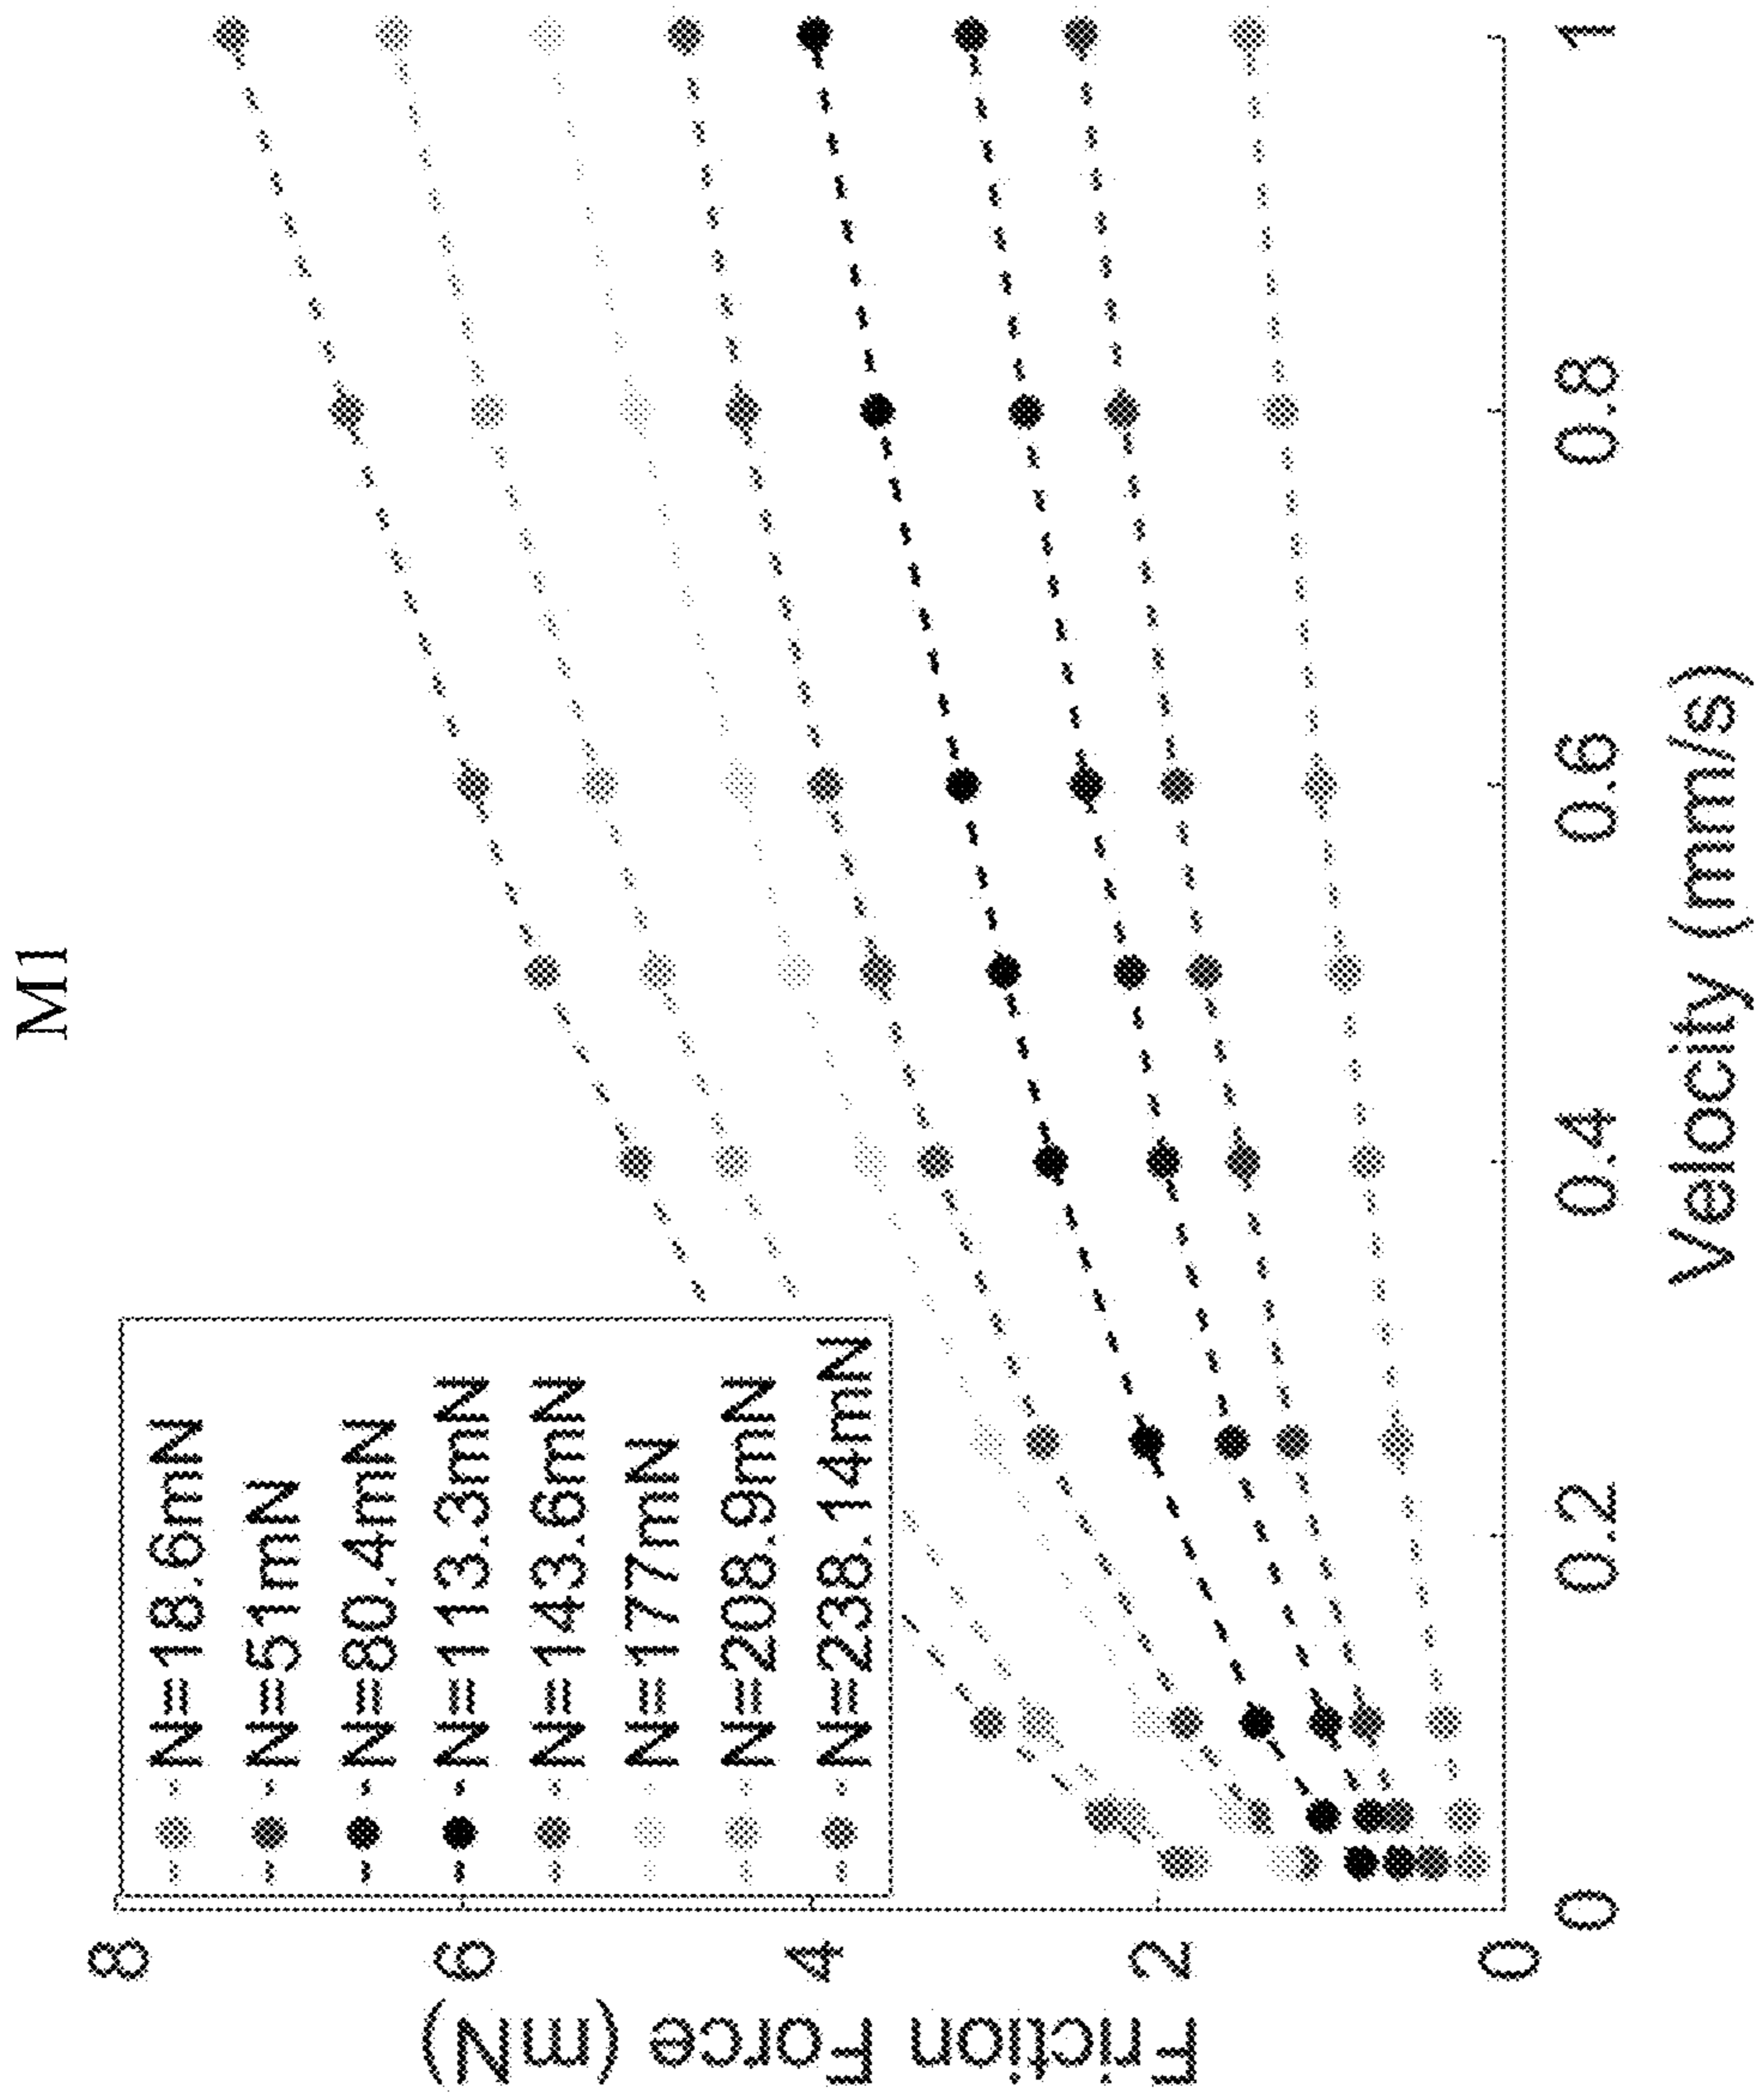 M1
N=18.6mN
N=51mN
N=80.4mN
N=113.3mN
N=143.6mN
N=177mN
N=208.9mN
N=238.14mN
8
6
4
2
0
Friction Force (mN)
0
0.2
0.4
0.6
0.8
1
Velocity (mm/s)